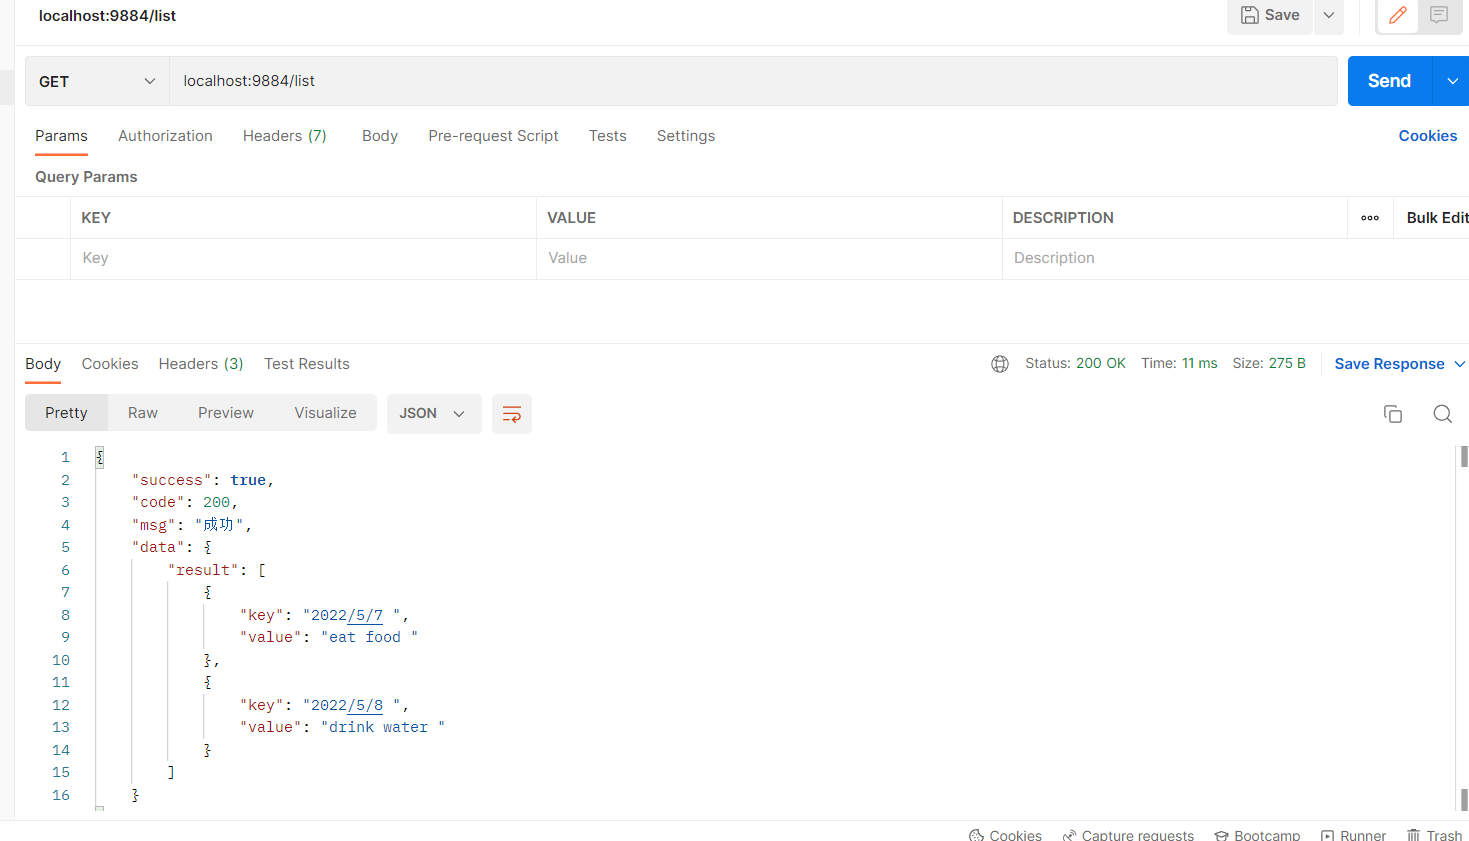 localhost:9884/list
Save
GET localhost:9884/list Send
Params Authorization Headers (7) Body Pre-request Script Tests Settings Cookies
Query Params
KEY VALUE DESCRIPTION ooo Bulk Edit
Key Value Description
Body Cookies Headers (3) Test Results Status: 200 OK Time: 11 ms Size: 275 B Save Response
Pretty Raw Preview Visualize JSON
1 {
2 "success": true,
3 "code": 200,
4 "msg": "成功",
5 "data": {
6 "result": [
7 {
8 "key": "2022/5/7 ",
9 "value": "eat food "
10 },
11 {
12 "key": "2022/5/8 ",
13 "value": "drink water "
14 }
15 ]
16 }
Cookies Capture requests Bootcamp Runner Trash